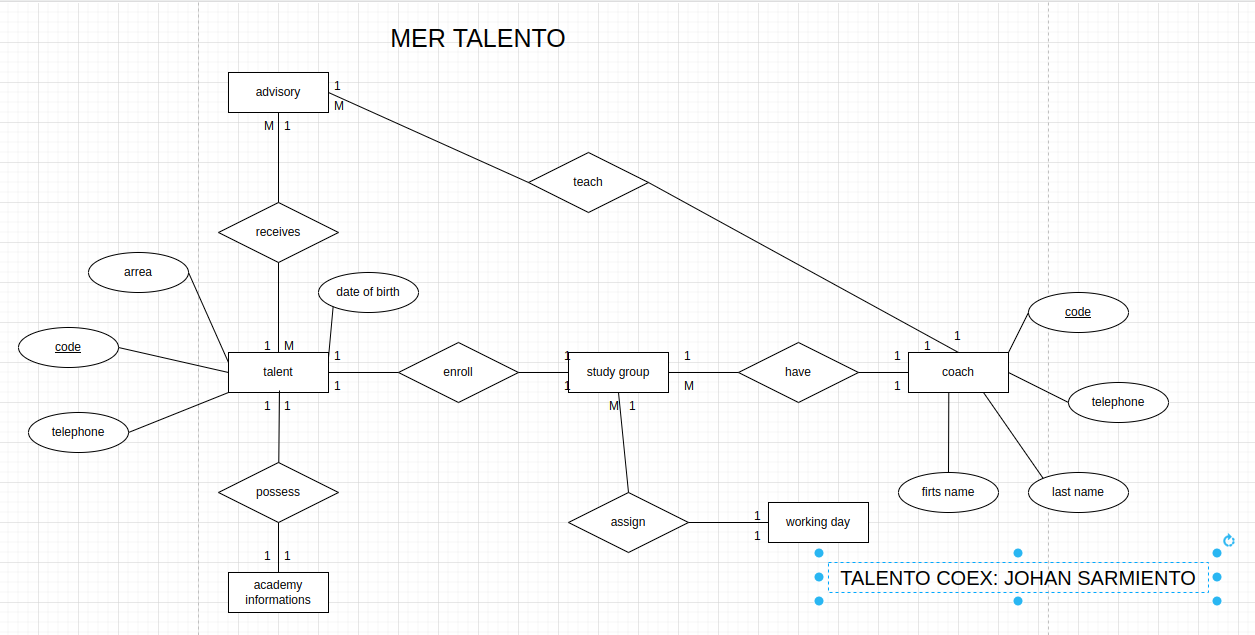 MER TALENTO
advisory
1
M
M 1
teach
receives
arrea
date of birth
code
code
1 M
1
1
1
talent
1
1
enroll
1
1
study group
1
M
have
1
1
coach
telephone
telephone
1 1
M 1
possess
firts name
last name
assign
1
1
working day
1 1
academy
informations
TALENTO COEX: JOHAN SARMIENTO